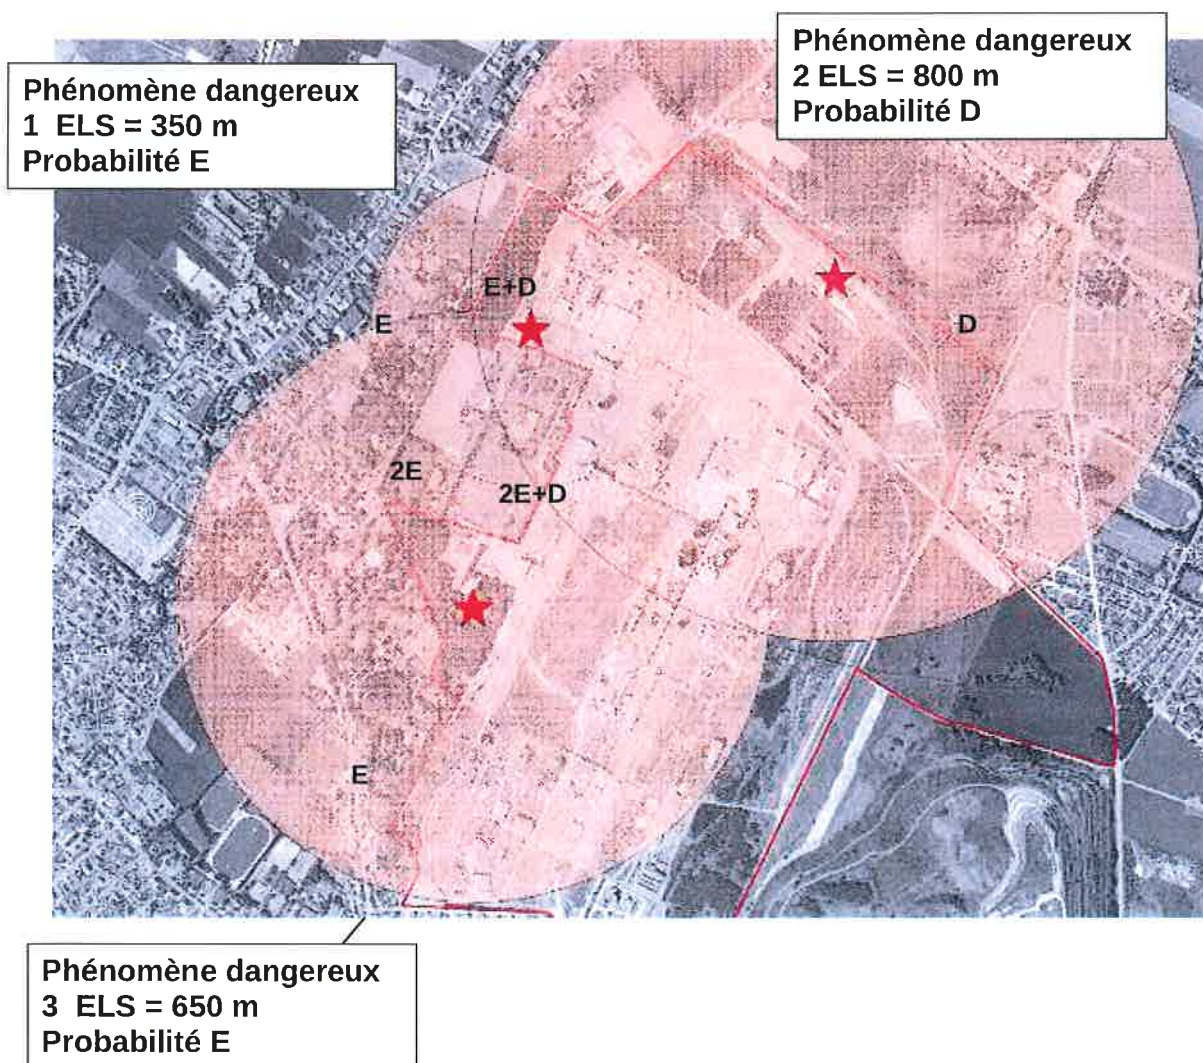 Phénomène dangereux
1 ELS = 350 m
Probabilité E
Phénomène dangereux
2 ELS = 800 m
Probabilité D
E+D
E
D
2E
2E+D
E
Phénomène dangereux
3 ELS = 650 m
Probabilité E